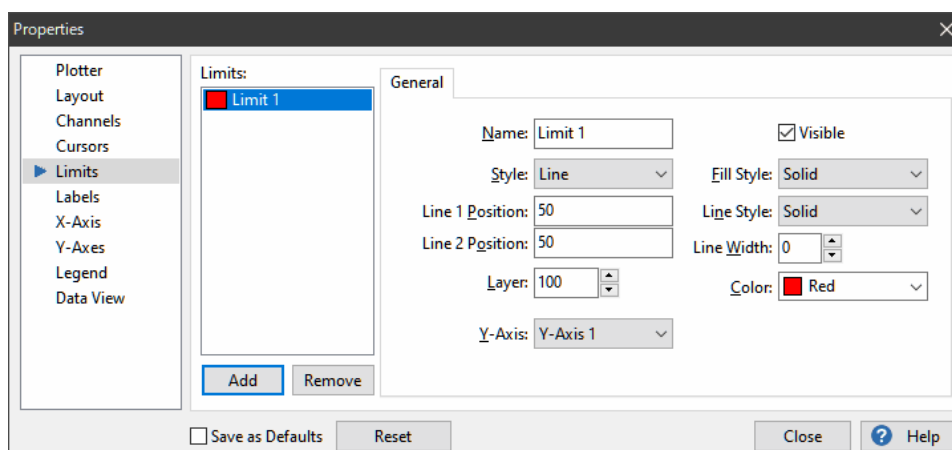 Properties
Plotter
Layout
Channels
Cursors
Limits
Labels
X-Axis
Y-Axes
Legend
Data View
Limits:
Limit 1
Add Remove
General
Name: Limit 1 Visible
Style: Line Fill Style: Solid
Line 1 Position: 50 Line Style: Solid
Line 2 Position: 50 Line Width: 0
Layer: 100 Color: Red
Y-Axis: Y-Axis 1
Save as Defaults Reset Close ? Help